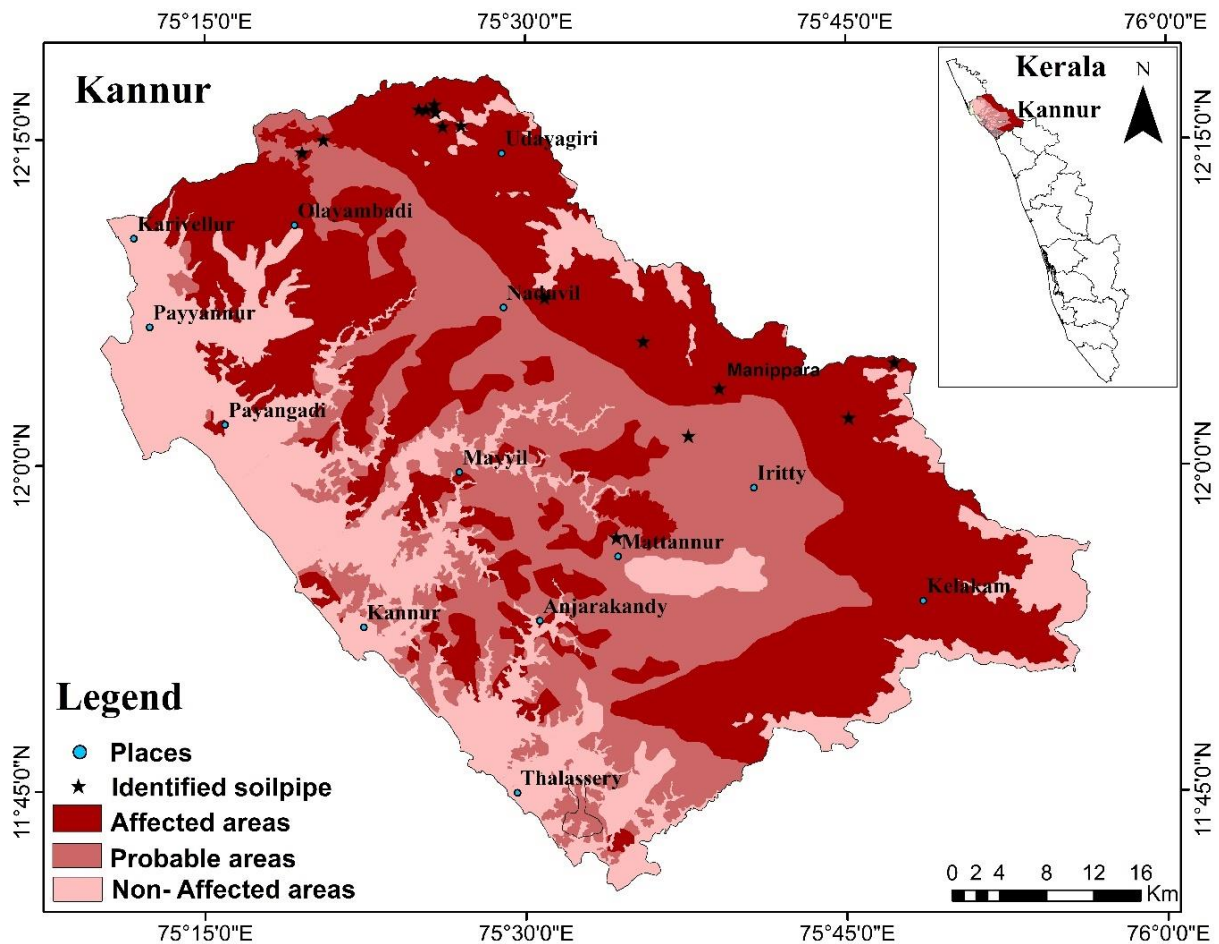 75°15'0"E 75°30'0"E 75°45'0"E 76°0'0"E
Kannur
Kerala
N
Kannur
12°15'0"N
12°15'0"N
Udayagiri
Olayambadi
Karivellur
Naduvil
Payyannur
Manippara
Payangadi
12°0'0"N
12°0'0"N
Mayyil
Iritty
Mattannur
Kelakam
Anjarakandy
Kannur
Legend
Places
Identified soilpipe
Affected areas
Probable areas
Non- Affected areas
Thalassery
11°45'0"N
11°45'0"N
0 2 4 8 12 16
Km
75°15'0"E 75°30'0"E 75°45'0"E 76°0'0"E